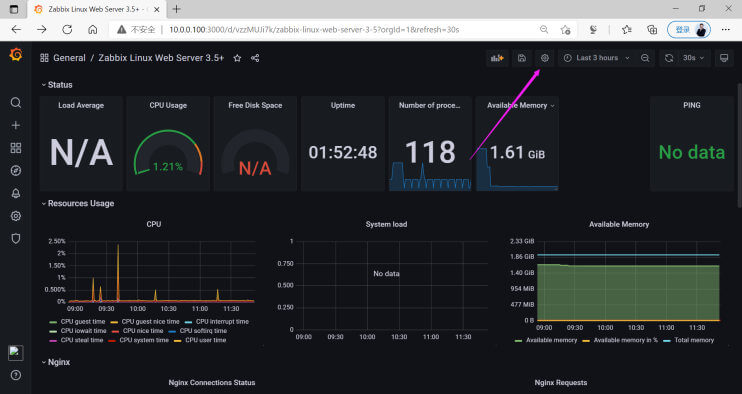 Zabbix Linux Web Server 3.5+ - G
不安全 10.0.0.100:3000/d/vzzMUJi7k/zabbix-linux-web-server-3-5?orgId=1&refresh=30s
登录
General / Zabbix Linux Web Server 3.5+
Last 3 hours
30s
Status
Load Average
CPU Usage
Free Disk Space
Uptime
Number of proce...
Available Memory
PING
N/A
1.21%
N/A
01:52:48
118
1.61 GiB
No data
Resources Usage
CPU
System load
Available Memory
2.50%
2%
1.50%
1%
0.500%
0%
09:00 09:30 10:00 10:30 11:00 11:30
CPU guest time CPU guest nice time CPU interrupt time
CPU iowait time CPU nice time CPU softirq time
CPU steal time CPU system time CPU user time
1
0.750
0.500
0.250
0
No data
09:00 09:30 10:00 10:30 11:00 11:30
2.33 GiB
1.86 GiB
1.40 GiB
954 MiB
477 MiB
0 B
09:00 09:30 10:00 10:30 11:00 11:30
Available memory Available memory in % Total memory
Nginx
Nginx Connections Status
Nginx Requests